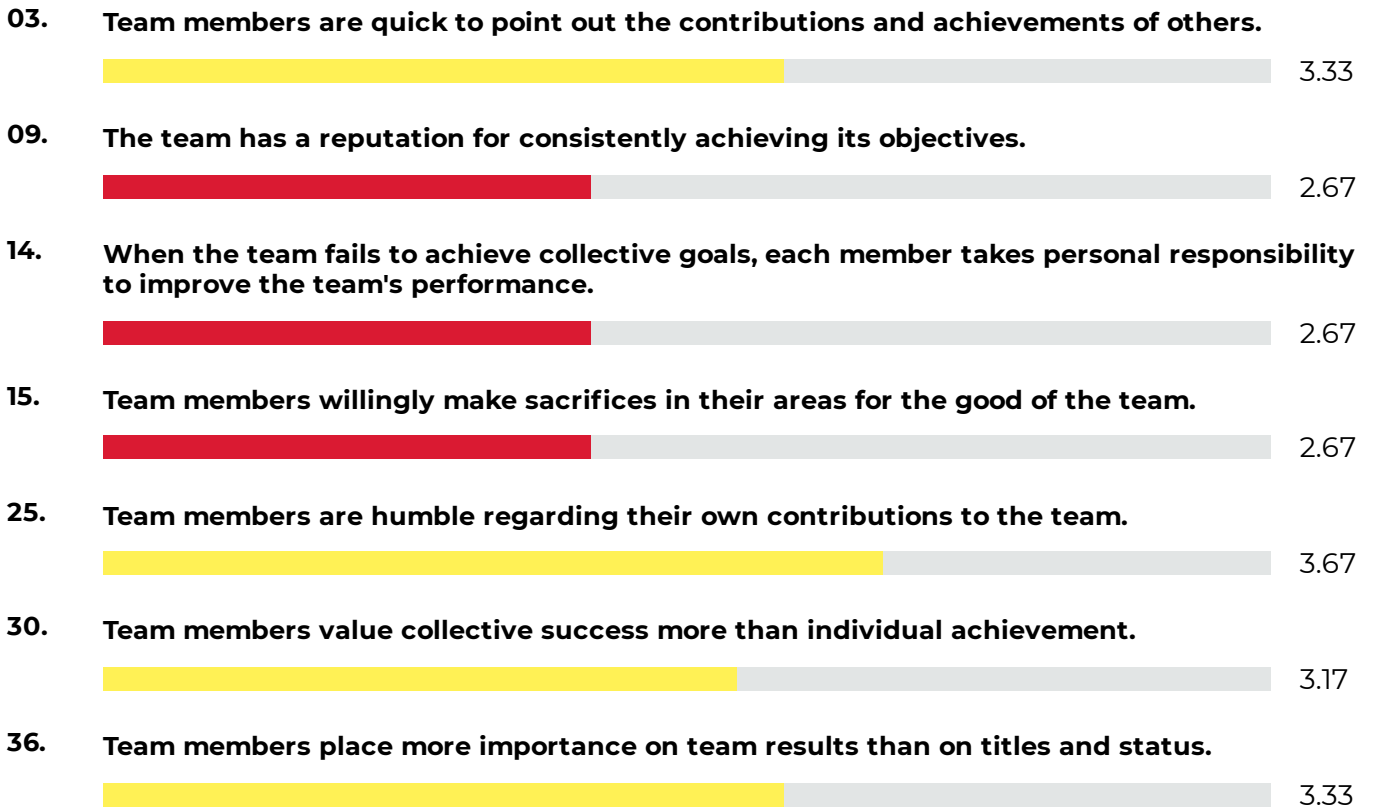 03. Team members are quick to point out the contributions and achievements of others.
3.33
09. The team has a reputation for consistently achieving its objectives.
2.67
14. When the team fails to achieve collective goals, each member takes personal responsibility
to improve the team's performance.
2.67
15. Team members willingly make sacrifices in their areas for the good of the team.
2.67
25. Team members are humble regarding their own contributions to the team.
3.67
30. Team members value collective success more than individual achievement.
3.17
36. Team members place more importance on team results than on titles and status.
3.33